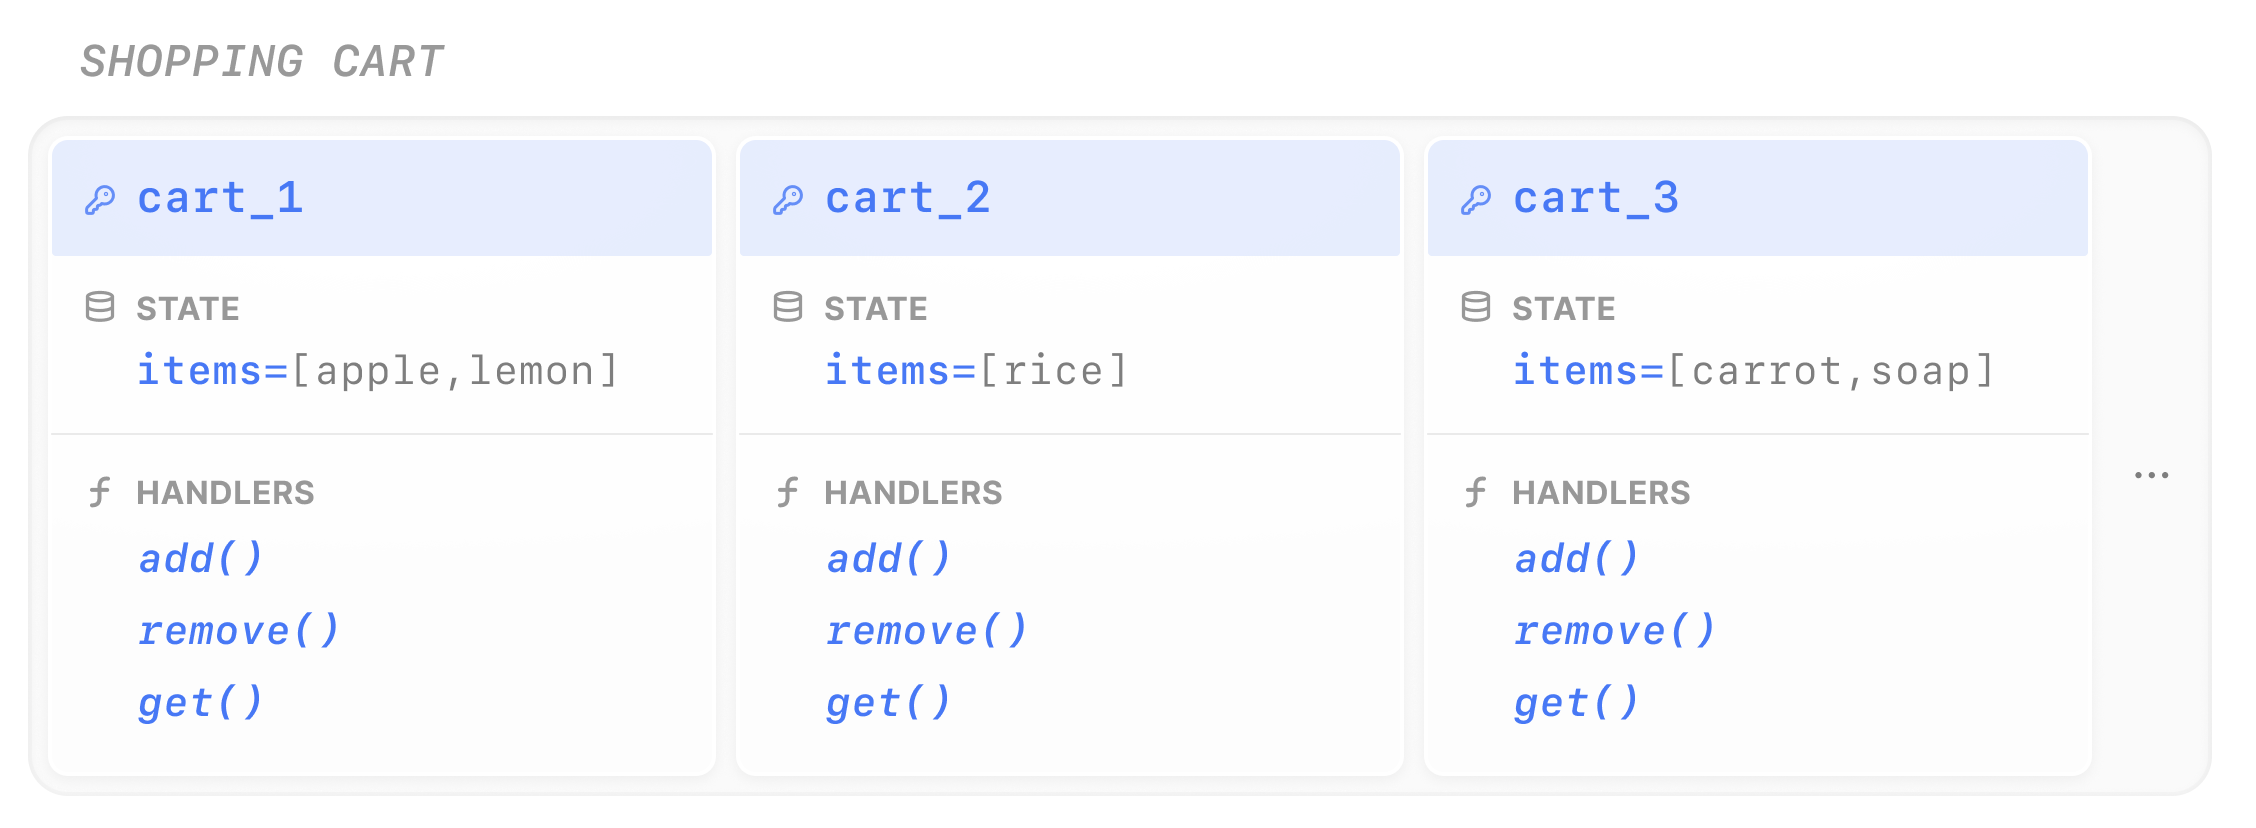 SHOPPING CART
cart_1
STATE
items=[apple,lemon]
HANDLERS
add()
remove()
get()
cart_2
STATE
items=[rice]
HANDLERS
add()
remove()
get()
cart_3
STATE
items=[carrot,soap]
HANDLERS
add()
remove()
get()
...